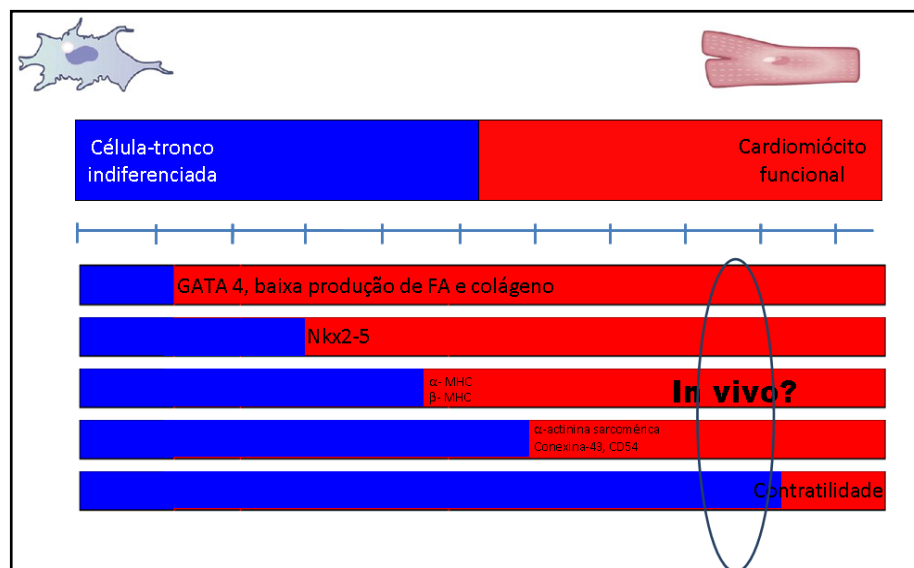 Célula-tronco
indiferenciada
Cardiomiócito
funcional
GATA 4, baixa produção de FA e colágeno
Nkx2-5
α- MHC
β- MHC
In vivo?
α-actinina sarcomérica
Conexina-43, CD54
Contratilidade